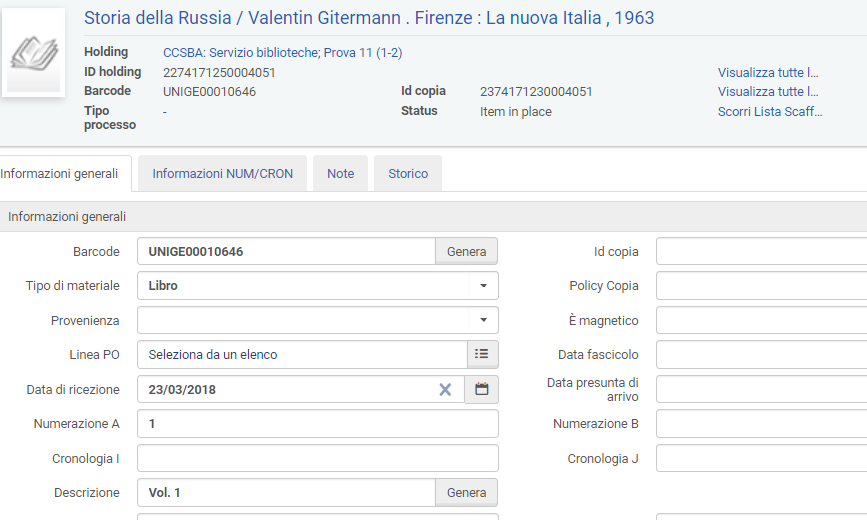 Storia della Russia / Valentin Gitermann . Firenze : La nuova Italia , 1963
Holding CCSBA: Servizio biblioteche; Prova 11 (1-2)
ID holding 2274171250004051 Visualizza tutte l...
Barcode UNIGE00010646 Id copia 2374171230004051 Visualizza tutte l...
Tipo processo - Status Item in place Scorri Lista Scaff...
Informazioni generali Informazioni NUM/CRON Note Storico
Informazioni generali
Barcode UNIGE00010646 Genera Id copia
Tipo di materiale Libro Policy Copia
Provenienza È magnetico
Linea PO Seleziona da un elenco Data fascicolo
Data di ricezione 23/03/2018 Data presunta di arrivo
Numerazione A 1 Numerazione B
Cronologia I Cronologia J
Descrizione Vol. 1 Genera